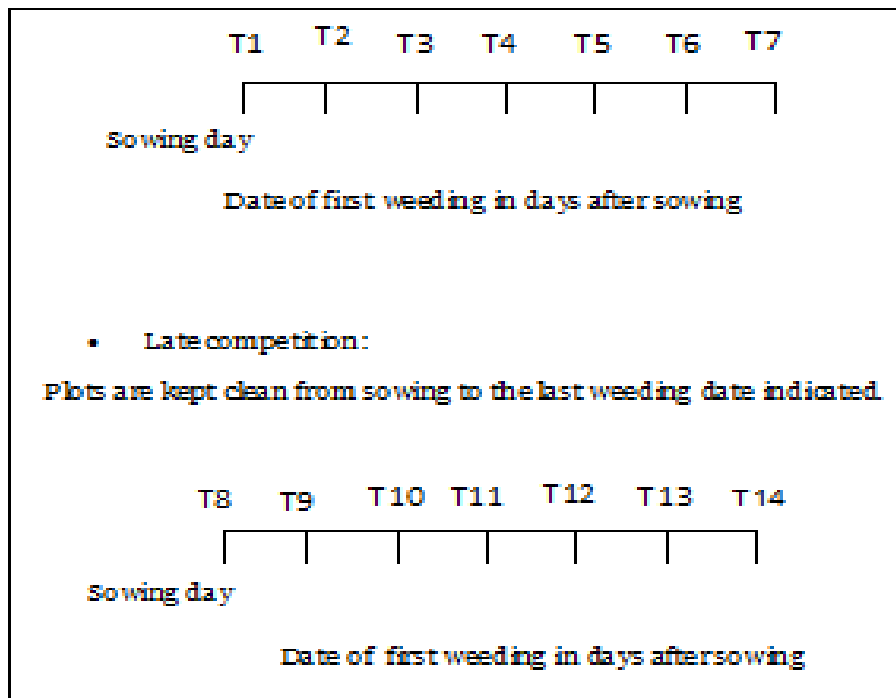 T1 T2 T3 T4 T5 T6 T7
Sowing day
Date of first weeding in days after sowing
• Late competition:
Plots are kept clean from sowing to the last weeding date indicated.
T8 T9 T10 T11 T12 T13 T14
Sowing day
Date of first weeding in days after sowing